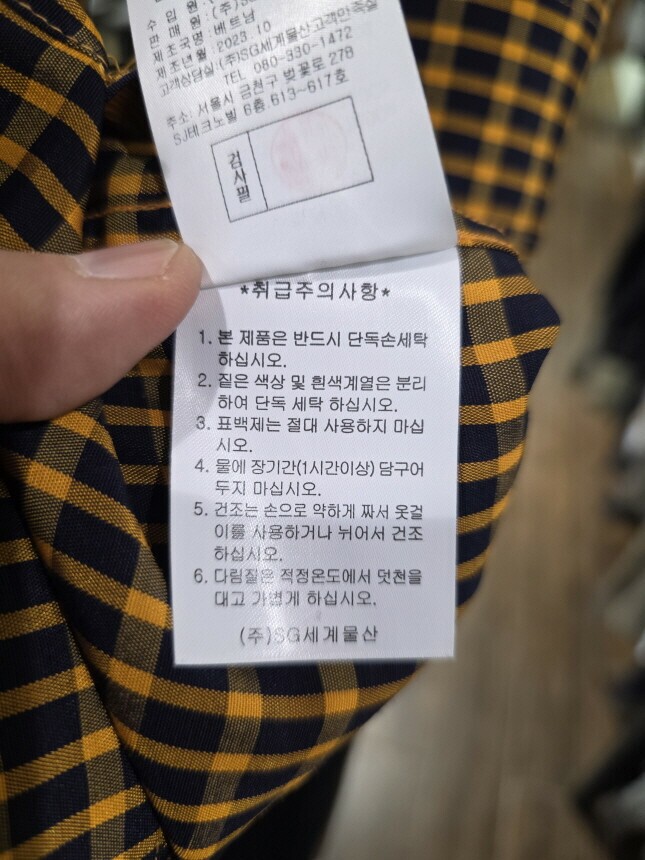 수 입 원
판 매 원 : (주)SG
제조국명 : 베트남
제조년월 : 2023. 10
고객상담실: (주)SG세계물산고객만족실
TEL 080-330-1472
주소: 서울시 금천구 벚꽃로 278
SJ테크노빌 6층.613~617호
검사필
*취급주의사항*
1. 본 제품은 반드시 단독손세탁
하십시오.
2. 짙은 색상 및 흰색계열은 분리
하여 단독 세탁 하십시오.
3. 표백제는 절대 사용하지 마십
시오.
4. 물에 장기간(1시간이상) 담구어
두지 마십시오.
5. 건조는 손으로 약하게 짜서 옷걸
이를 사용하거나 뉘어서 건조
하십시오.
6. 다림질은 적정온도에서 덧천을
대고 가볍게 하십시오.
(주)SG세계물산